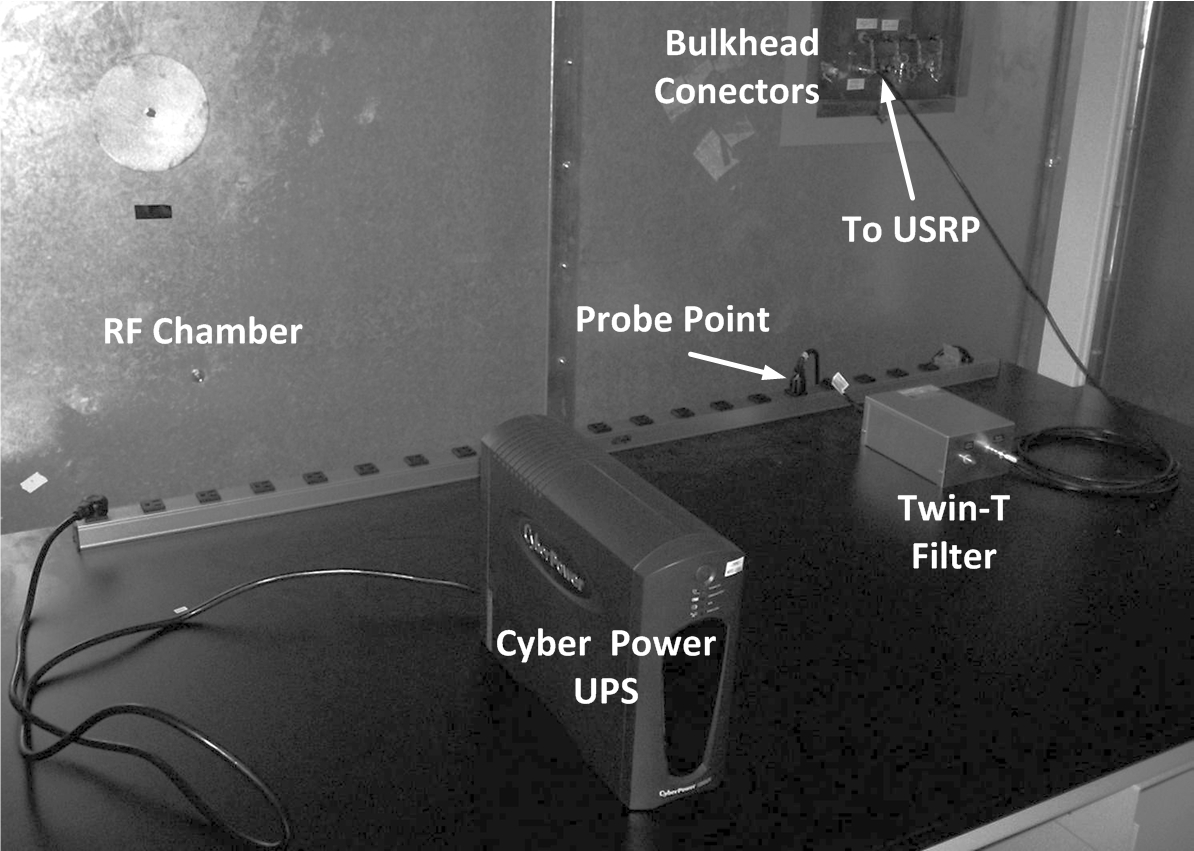 Bulkhead
Conectors
To USRP
Probe Point
RF Chamber
Twin-T
Filter
CyberPower
Cyber Power
UPS
CyberPower